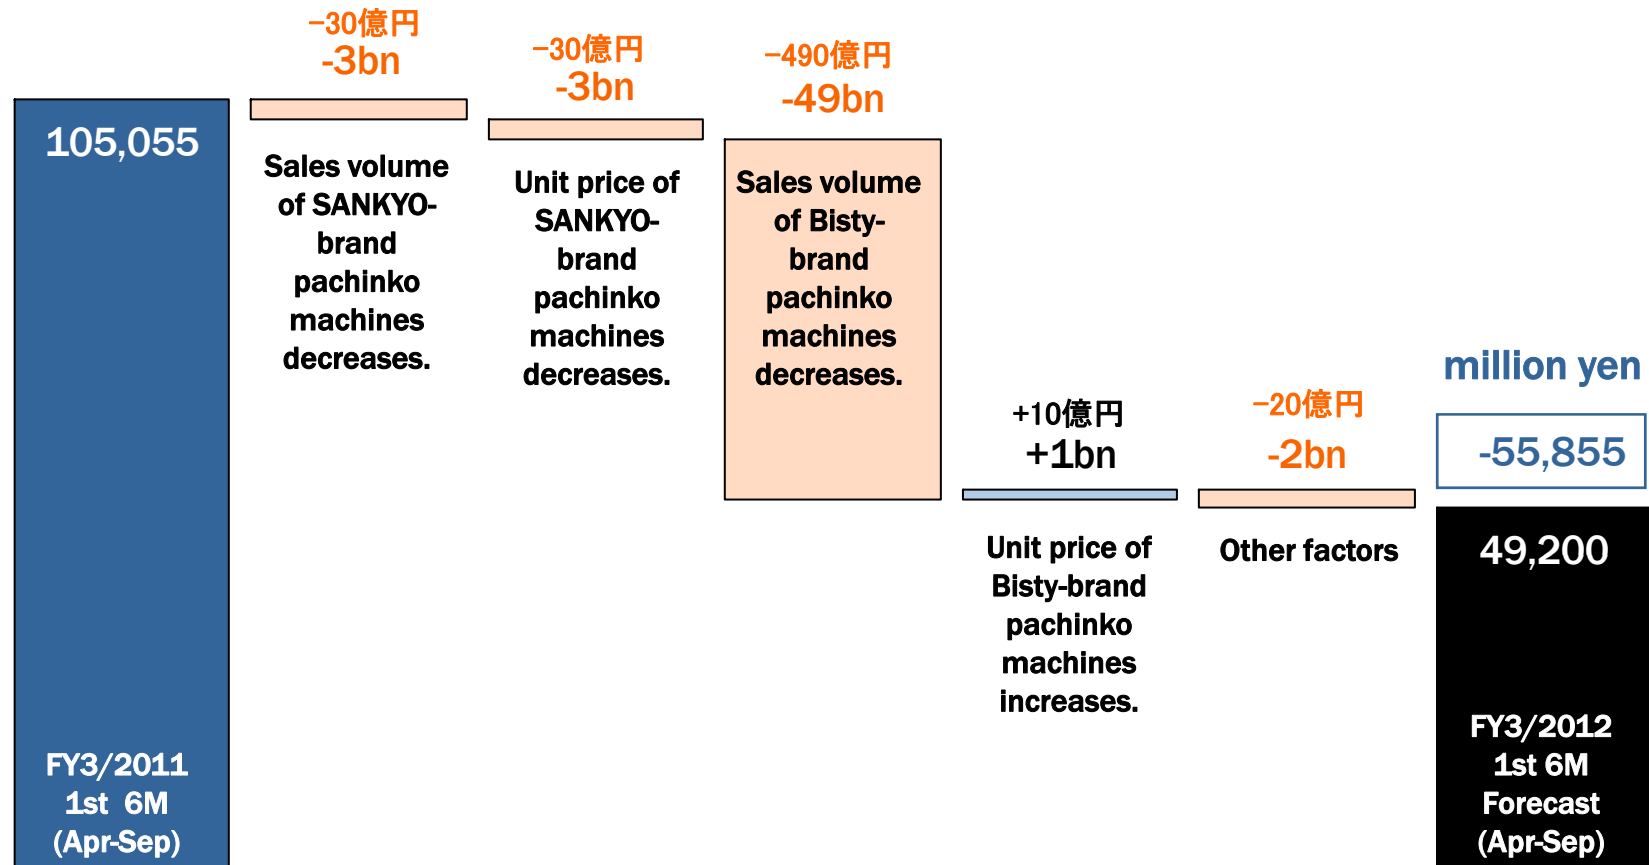 105,055
FY3/2011
1st 6M
(Apr-Sep)
−30億円
-3bn
Sales volume
of SANKYO-
brand
pachinko
machines
decreases.
−30億円
-3bn
Unit price of
SANKYO-
brand
pachinko
machines
decreases.
−490億円
-49bn
Sales volume
of Bisty-
brand
pachinko
machines
decreases.
+10億円
+1bn
Unit price of
Bisty-brand
pachinko
machines
increases.
−20億円
-2bn
Other factors
million yen
-55,855
49,200
FY3/2012
1st 6M
Forecast
(Apr-Sep)